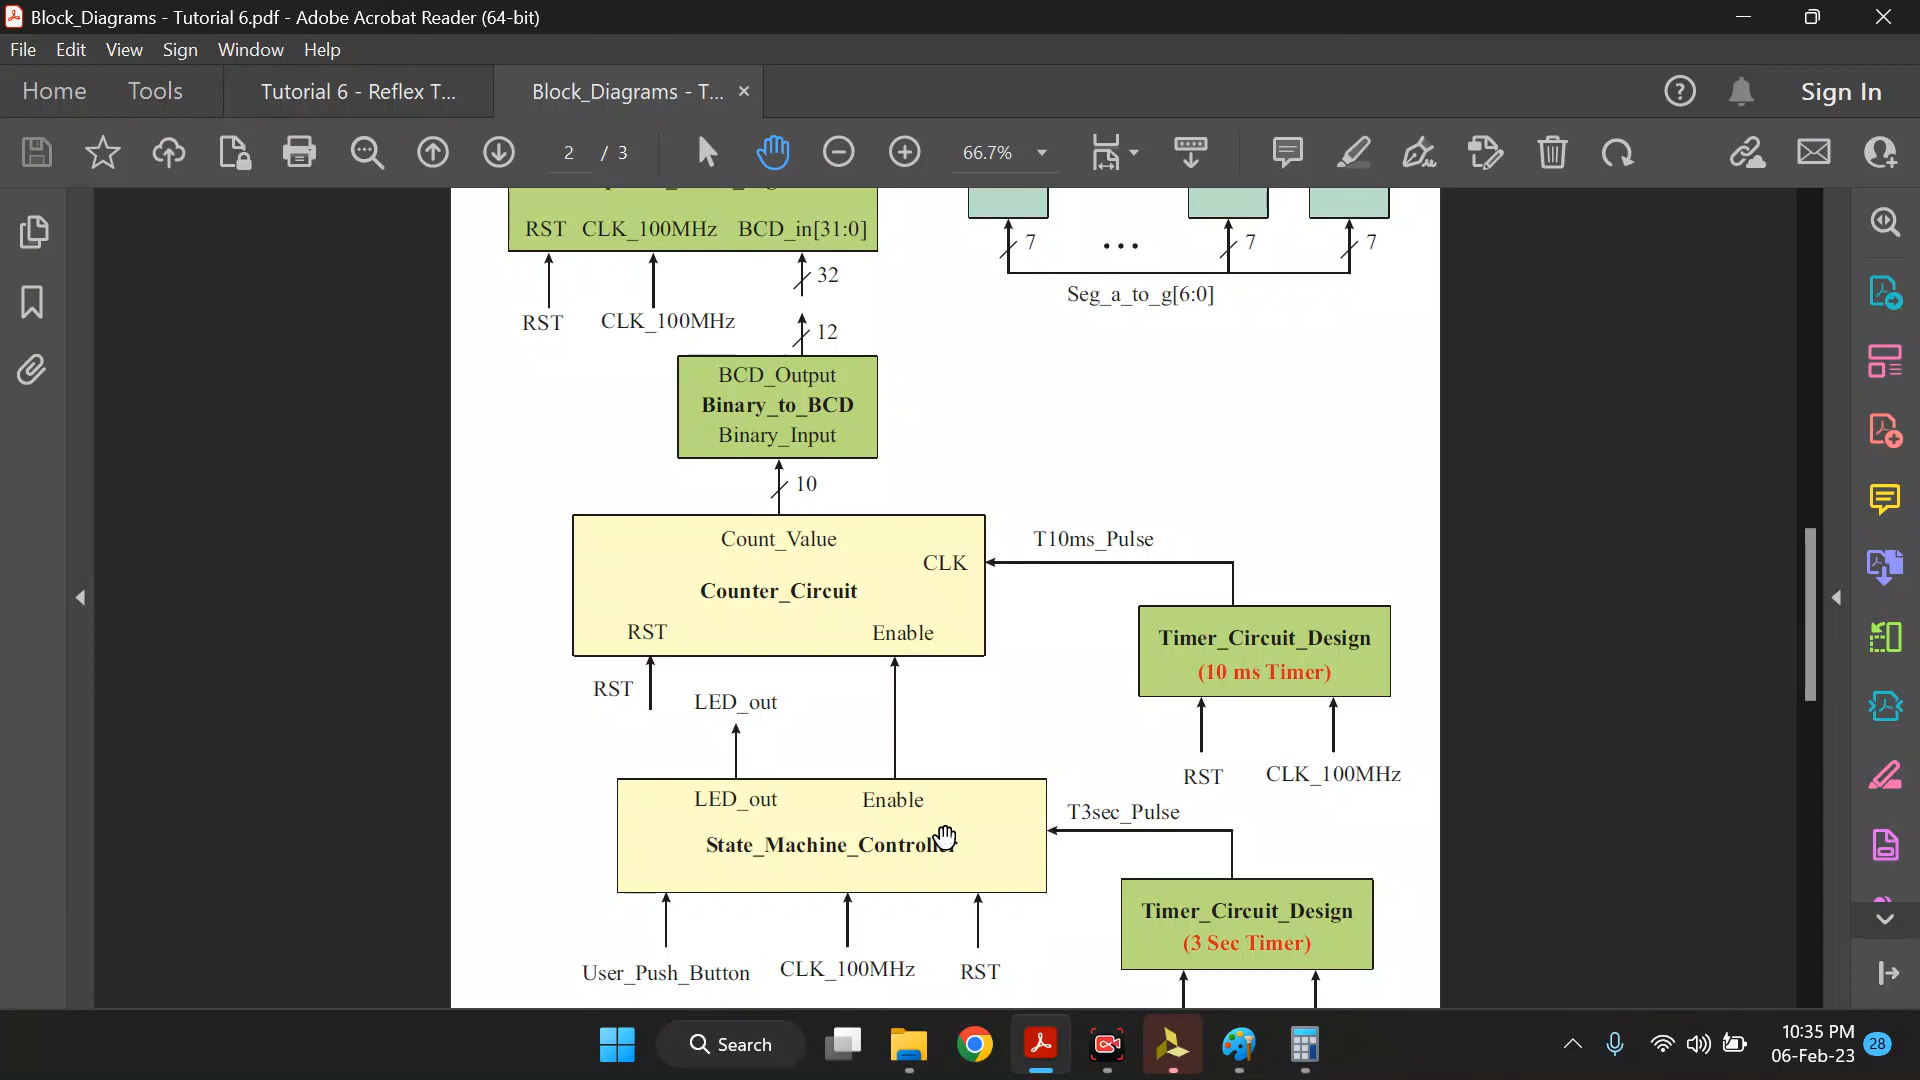 Block_Diagrams - Tutorial 6.pdf - Adobe Acrobat Reader (64-bit)
File Edit View Sign Window Help
Home Tools Tutorial 6 - Reflex T... Block_Diagrams - T... Sign In
2 / 3 66.7%
RST CLK_100MHz BCD_in[31:0]
7 ... 7 7
32
Seg_a_to_g[6:0]
RST CLK_100MHz
12
BCD_Output
Binary_to_BCD
Binary_Input
10
Count_Value
T10ms_Pulse
CLK
Counter_Circuit
RST Enable
Timer_Circuit_Design
(10 ms Timer)
RST
LED_out
RST CLK_100MHz
LED_out Enable
T3sec_Pulse
State_Machine_Controller
Timer_Circuit_Design
(3 Sec Timer)
User_Push_Button CLK_100MHz RST
Search
10:35 PM
06-Feb-23
28